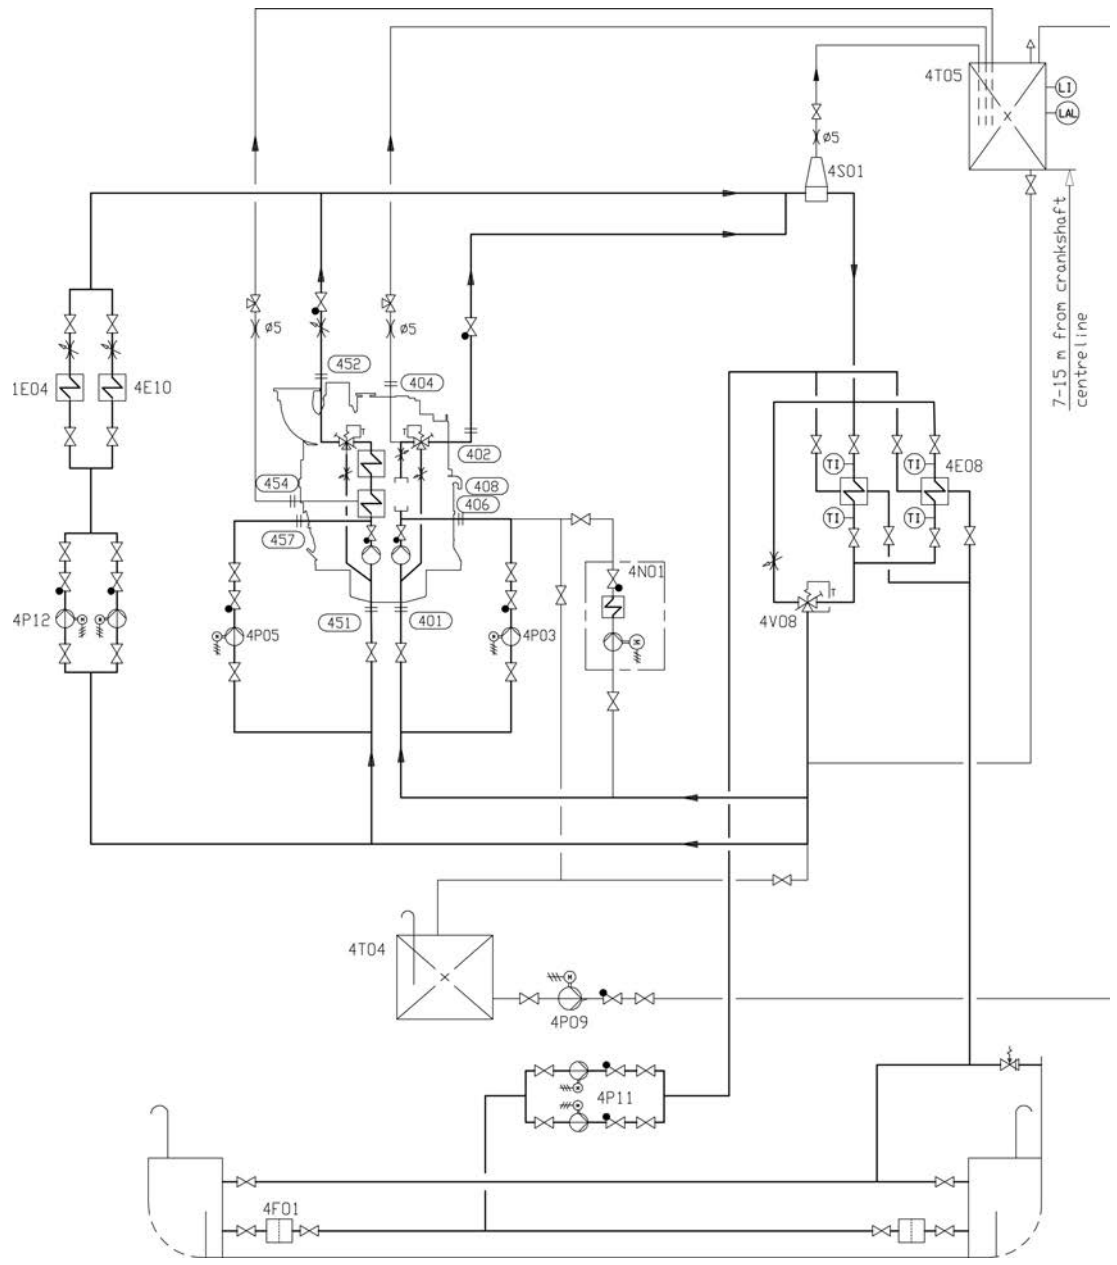 4T05
LI
LAL
ø5
4S01
7-15 m from crankshaft
centreline
ø5
ø5
452
404
1E04
4E10
T
T
402
TI
TI
4E08
454
408
406
457
TI
TI
4N01
4P12
M
M
M
4P05
451
401
M
4P03
M
T
4V08
4T04
M
4P09
M
4P11
M
4F01